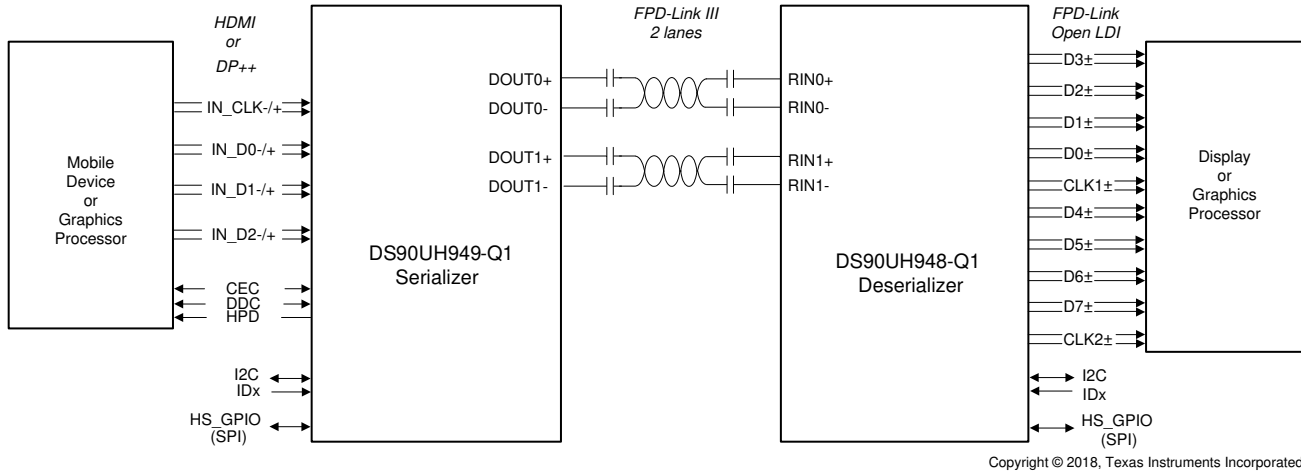 HDMI
or
DP++
FPD-Link III
2 lanes
FPD-Link
Open LDI
Mobile
Device
or
Graphics
Processor
IN_CLK-/+
IN_D0-/+
IN_D1-/+
IN_D2-/+
CEC
DDC
HPD
I2C
IDx
HS_GPIO
(SPI)
DS90UH949-Q1
Serializer
DOUT0+
DOUT0-
DOUT1+
DOUT1-
RIN0+
RIN0-
RIN1+
RIN1-
DS90UH948-Q1
Deserializer
D3±
D2±
D1±
D0±
CLK1±
D4±
D5±
D6±
D7±
CLK2±
I2C
IDx
HS_GPIO
(SPI)
Display
or
Graphics
Processor
Copyright © 2018, Texas Instruments Incorporated